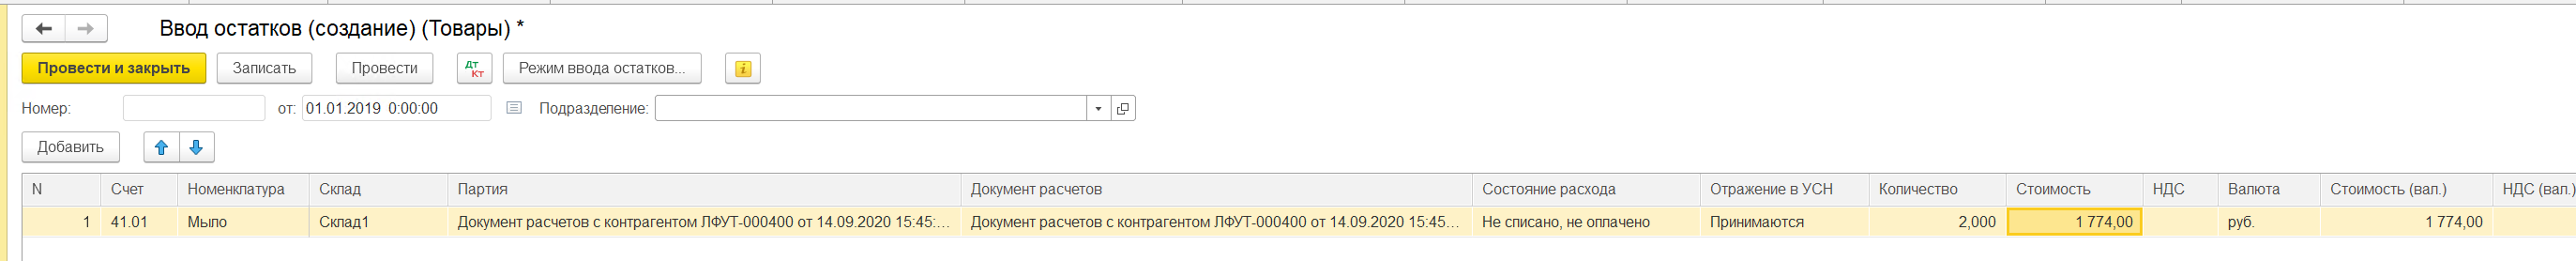 Ввод остатков (создание) (Товары) *
Провести и закрыть Записать Провести Дт Кт Режим ввода остатков... i
Номер: от: 01.01.2019 0:00:00 Подразделение:
Добавить
N Счет Номенклатура Склад Партия Документ расчетов Состояние расхода Отражение в УСН Количество Стоимость НДС Валюта Стоимость (вал.) НДС (вал.)
1 41.01 Мыло Склад1 Документ расчетов с контрагентом ЛФУТ-000400 от 14.09.2020 15:45:... Документ расчетов с контрагентом ЛФУТ-000400 от 14.09.2020 15:45... Не списано, не оплачено Принимаются 2,000 1 774,00 руб. 1 774,00